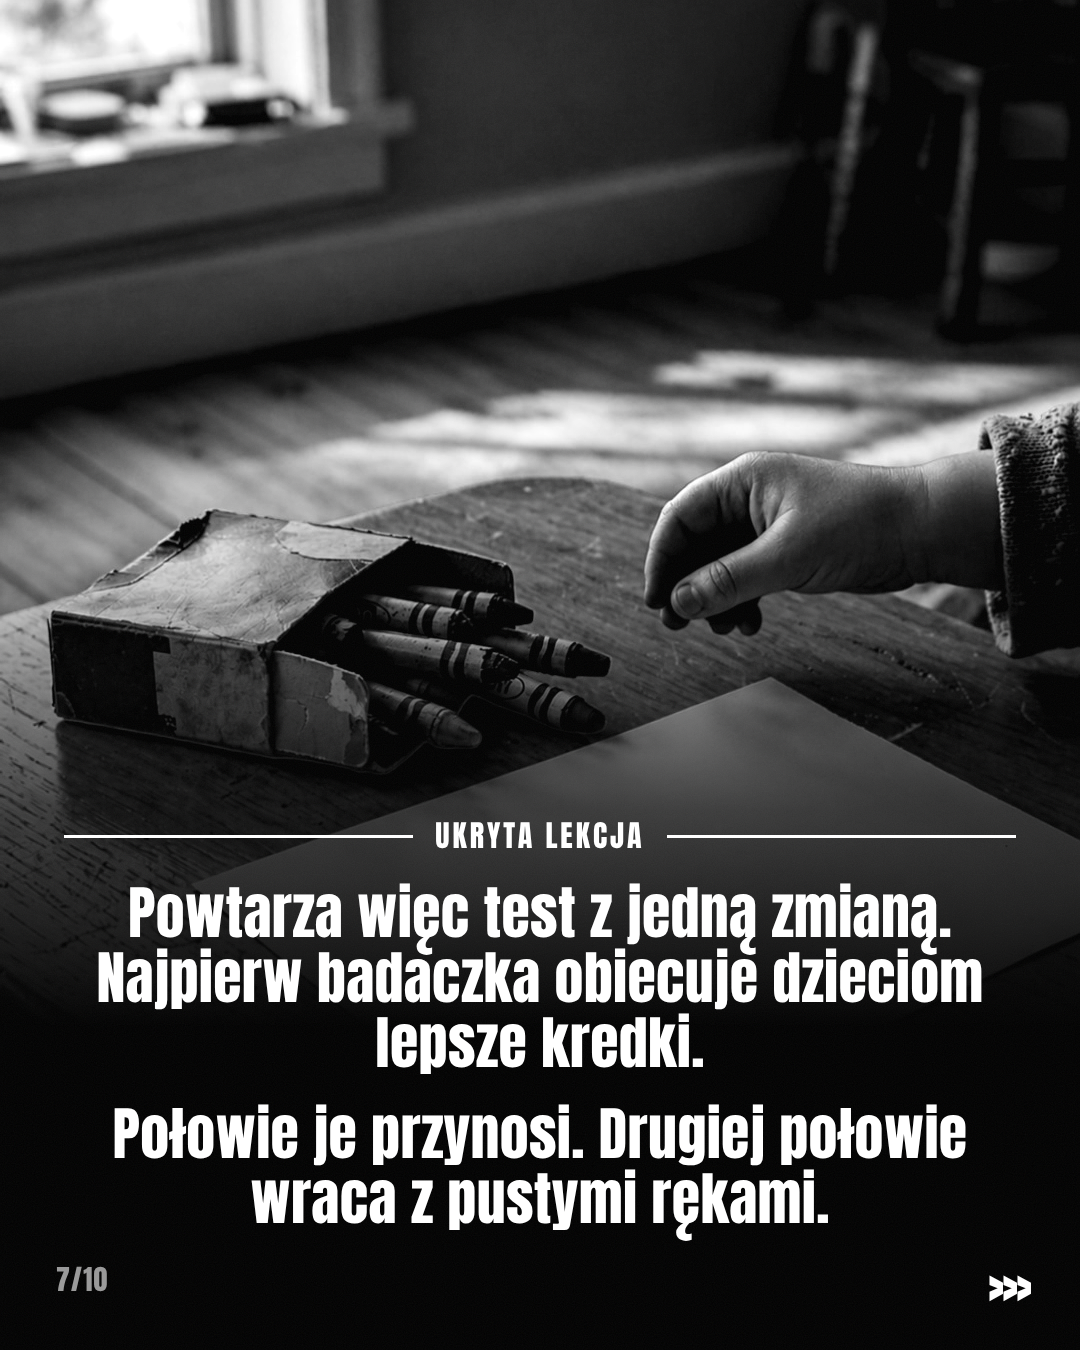 UKRYTA LEKCJA
Powtarza więc test z jedną zmianą.
Najpierw badaczka obiecuje dzieciom
lepsze kredki.
Połowie je przynosi. Drugiej połowie
wraca z pustymi rękami.
7/10
>>>